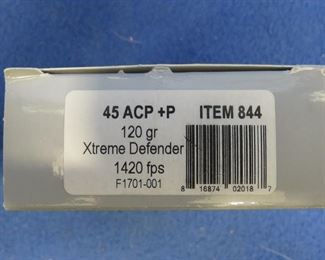 45 ACP +P ITEM 844
120 gr
Xtreme Defender
1420 fps
F1701-001
8 16874 02018 7